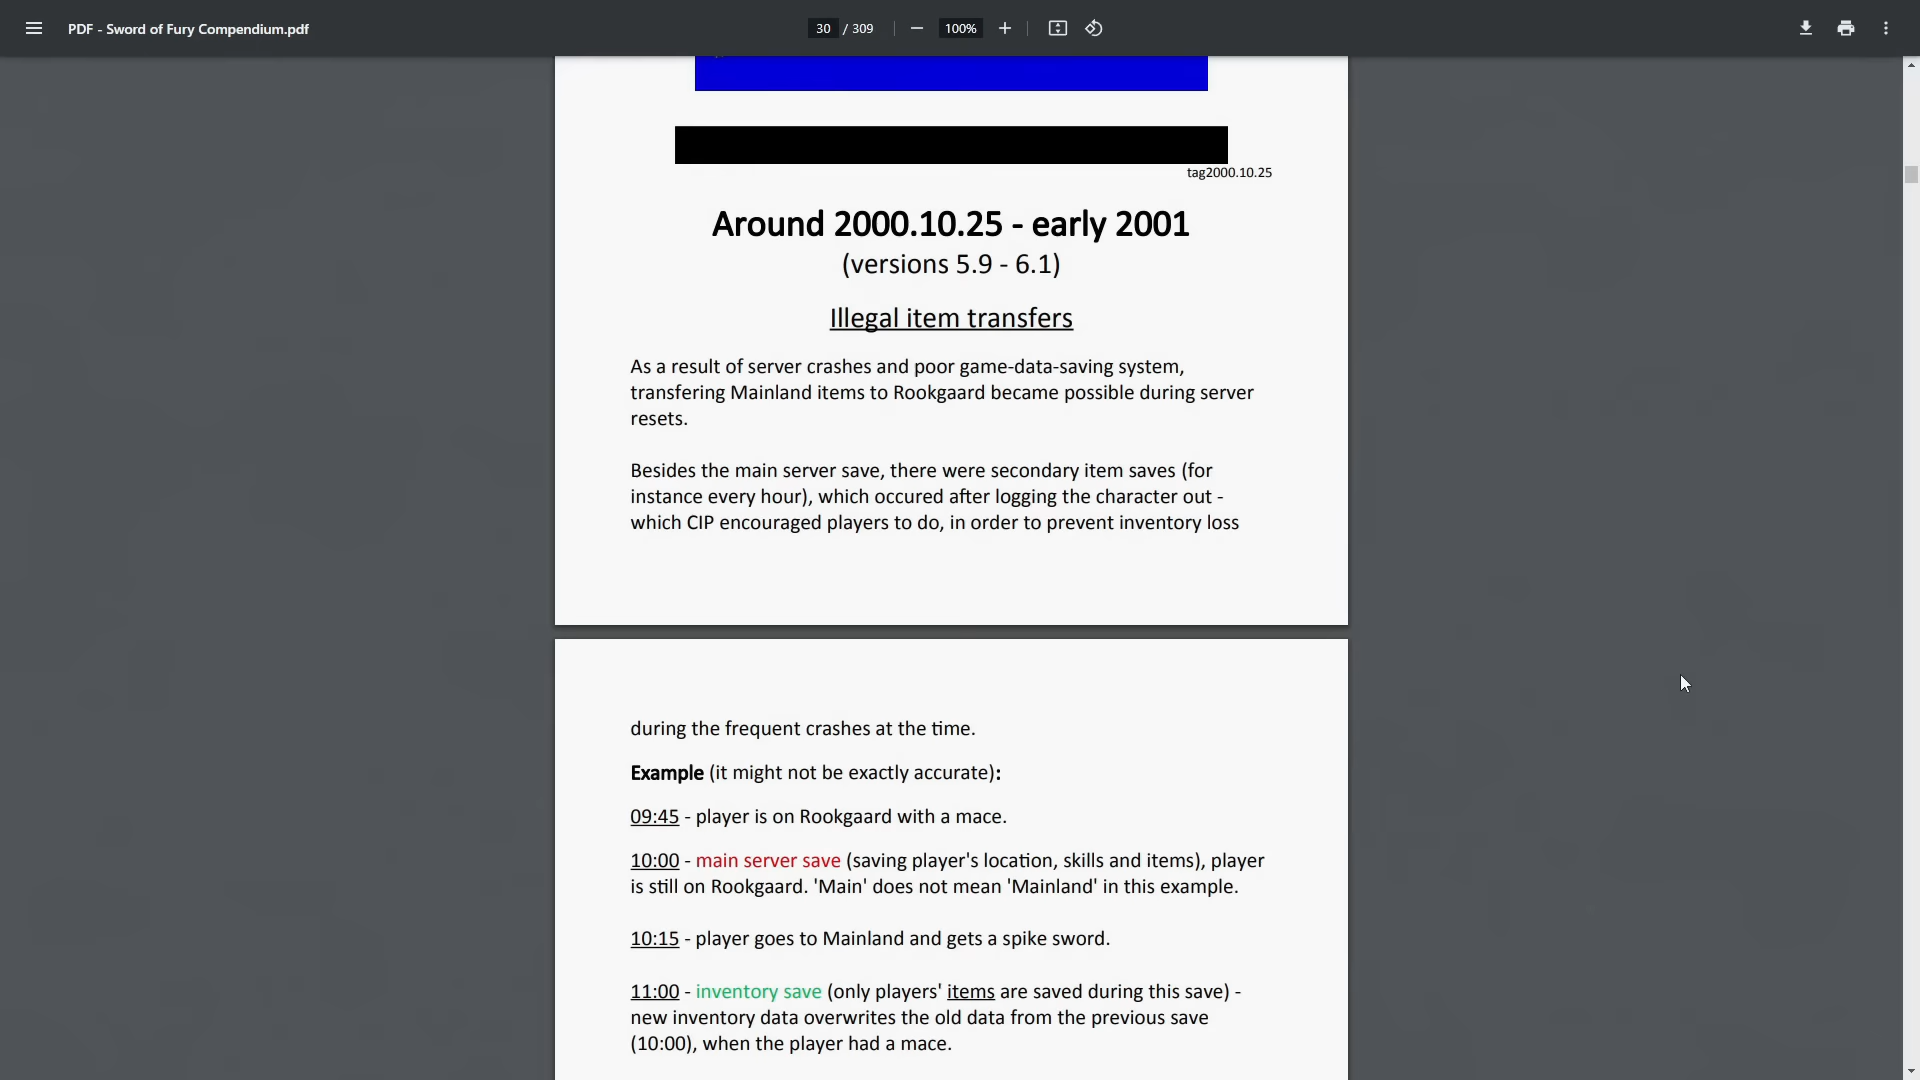 PDF - Sword of Fury Compendium.pdf
30 / 309
100%
tag2000.10.25
Around 2000.10.25 - early 2001
(versions 5.9 - 6.1)
Illegal item transfers
As a result of server crashes and poor game-data-saving system,
transfering Mainland items to Rookgaard became possible during server
resets.
Besides the main server save, there were secondary item saves (for
instance every hour), which occured after logging the character out -
which CIP encouraged players to do, in order to prevent inventory loss
during the frequent crashes at the time.
Example (it might not be exactly accurate):
09:45 - player is on Rookgaard with a mace.
10:00 - main server save (saving player's location, skills and items), player
is still on Rookgaard. 'Main' does not mean 'Mainland' in this example.
10:15 - player goes to Mainland and gets a spike sword.
11:00 - inventory save (only players' items are saved during this save) -
new inventory data overwrites the old data from the previous save
(10:00), when the player had a mace.